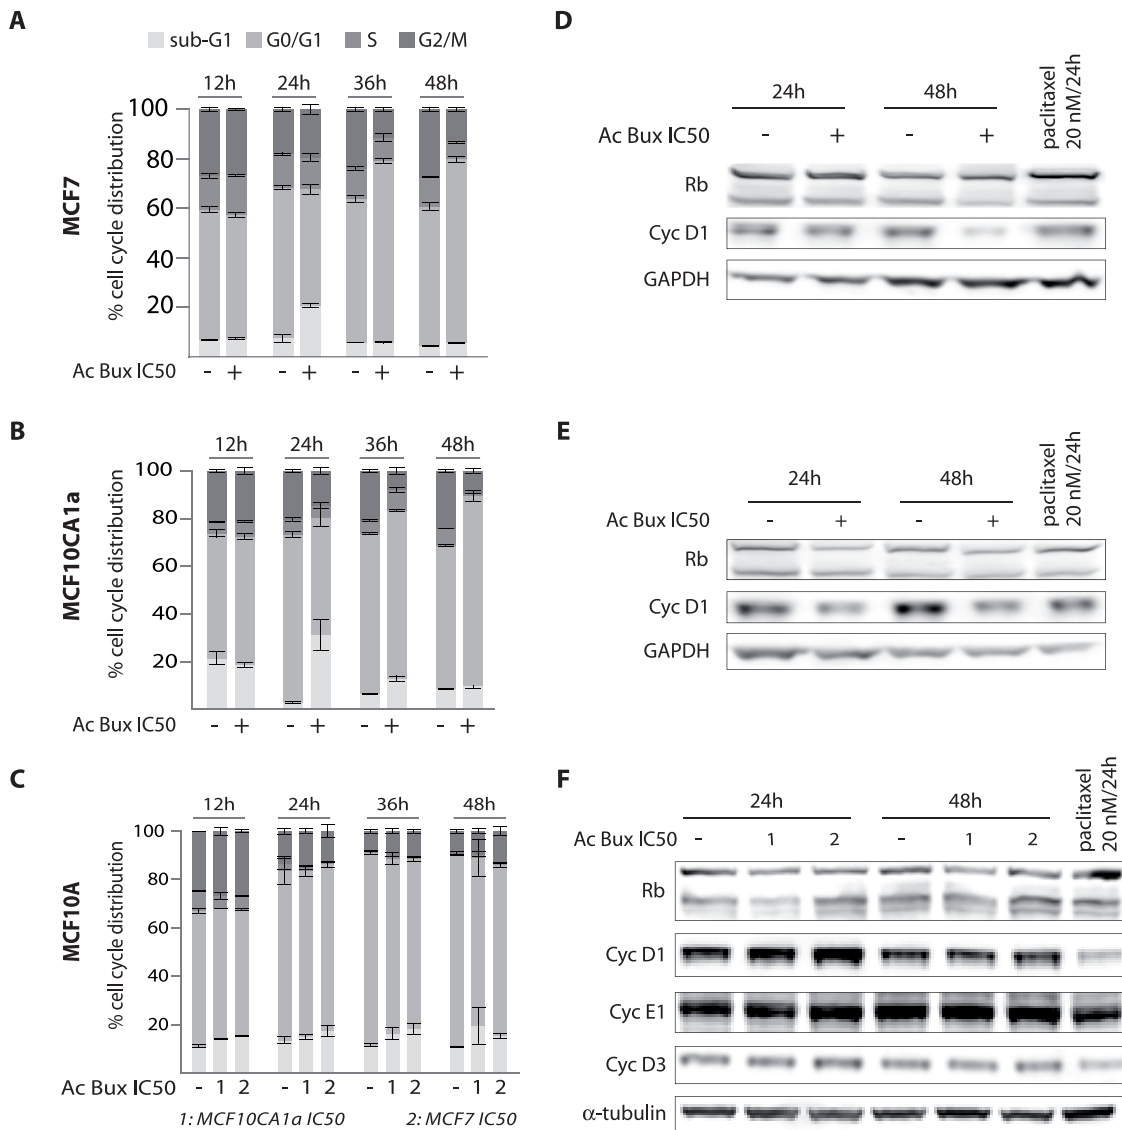 A
sub-G1 G0/G1 S G2/M
12h 24h 36h 48h
MCF7
% cell cycle distribution
100
80
60
40
20
Ac Bux IC50 - + - + - + - +
B
12h 24h 36h 48h
MCF10CA1a
% cell cycle distribution
100
80
60
40
20
Ac Bux IC50 - + - + - + - +
C
12h 24h 36h 48h
MCF10A
% cell cycle distribution
100
80
60
40
20
Ac Bux IC50 - 1 2 - 1 2 - 1 2 - 1 2
1: MCF10CA1a IC50 2: MCF7 IC50
D
24h 48h
paclitaxel
20 nM/24h
Ac Bux IC50 - + - +
Rb
Cyc D1
GAPDH
E
24h 48h
paclitaxel
20 nM/24h
Ac Bux IC50 - + - +
Rb
Cyc D1
GAPDH
F
24h 48h
paclitaxel
20 nM/24h
Ac Bux IC50 - 1 2 - 1 2
Rb
Cyc D1
Cyc E1
Cyc D3
α-tubulin